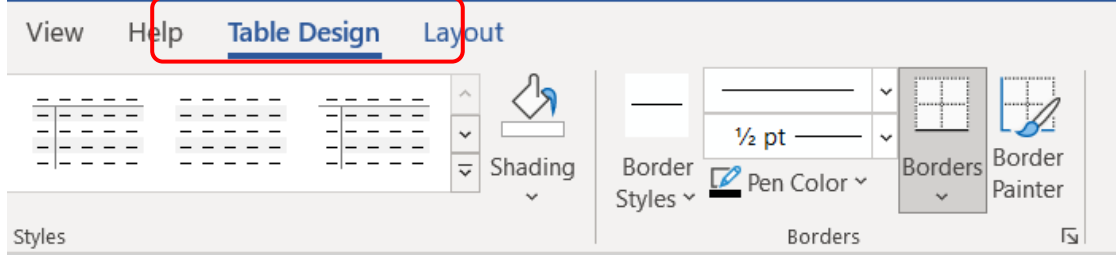 View Help Table Design Layout
½ pt
Shading
Border Styles
Pen Color
Borders
Border Painter
Styles
Borders